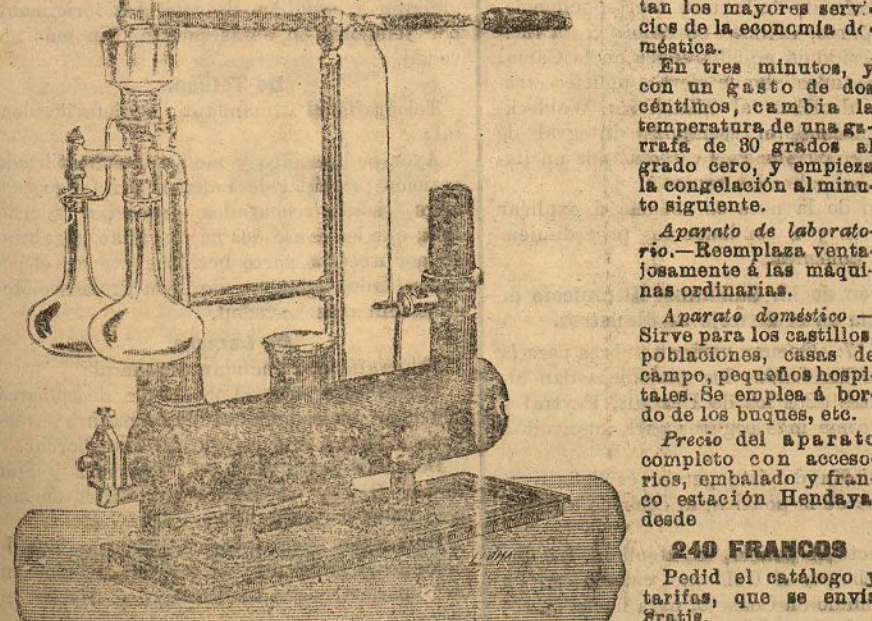 tan los mayores servi-
cios de la economía do-
méstica.
En tres minutos, y
con un gasto de dos
céntimos, cambia la
temperatura de una ga-
rrafa de 30 grados al
grado cero, y empieza
la congelación al minu-
to siguiente.
Aparato de laborato-
rio.—Reemplaza venta-
josamente á las máqui-
nas ordinarias.
Aparato doméstico.—
Sirve para los castillos,
poblaciones, casas de
campo, pequeños hospi-
tales. Se emplea á bor-
do de los buques, etc.
Precio del aparato
completo con acceso-
rios, embalado y fran-
co estación Hendaya
desde
240 FRANCOS
Pedid el catálogo y
tarifas, que se envía
gratis.